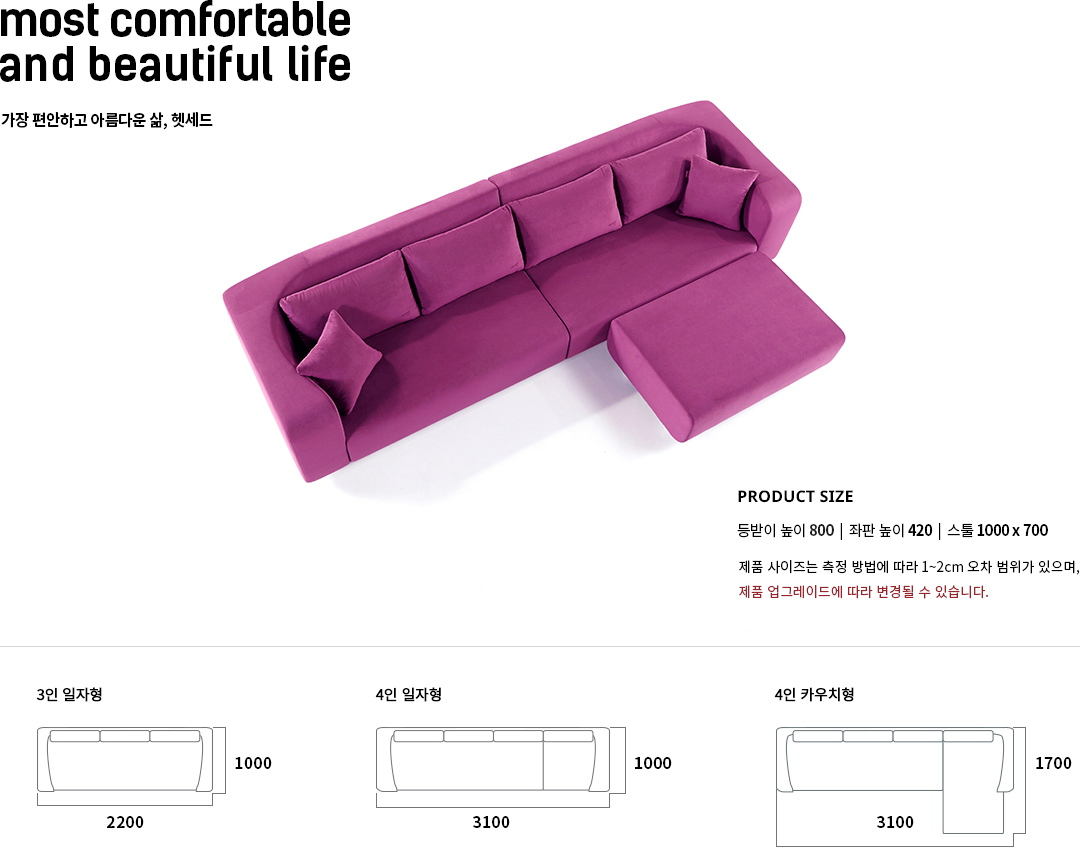 most comfortable
and beautiful life
가장 편안하고 아름다운 삶, 헷세드
PRODUCT SIZE
등받이 높이 800 | 좌판 높이 420 | 스툴 1000 x 700
제품 사이즈는 측정 방법에 따라 1~2cm 오차 범위가 있으며,
제품 업그레이드에 따라 변경될 수 있습니다.
3인 일자형
4인 일자형
4인 카우치형
1000
1000
1700
2200
3100
3100